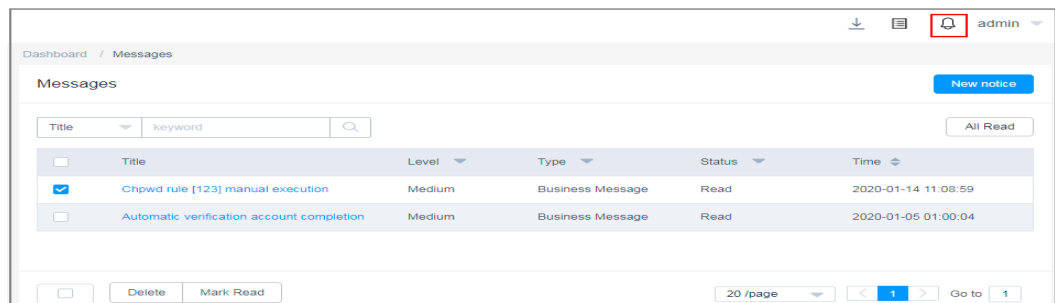 admin
Dashboard / Messages
Messages New notice
Title keyword All Read
Title Level Type Status Time
Chpwd rule [123] manual execution Medium Business Message Read 2020-01-14 11:08:59
Automatic verification account completion Medium Business Message Read 2020-01-05 01:00:04
Delete Mark Read 20 /page < 1 > Go to 1